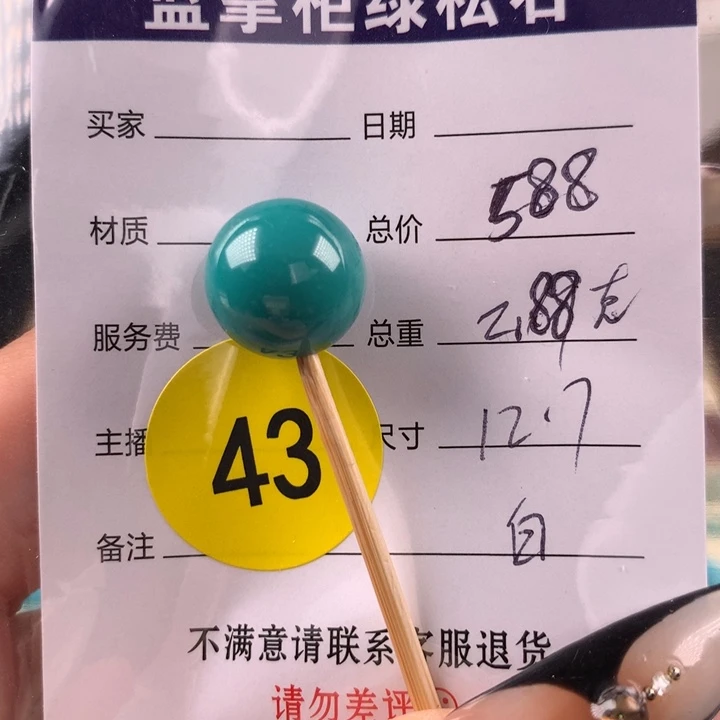 蓝掌柜绿松石
买家 日期
材质 总价 588
服务费 总重 2.88克
主播 尺寸 12.7
43
备注 自
不满意请联系客服退货
请勿差评